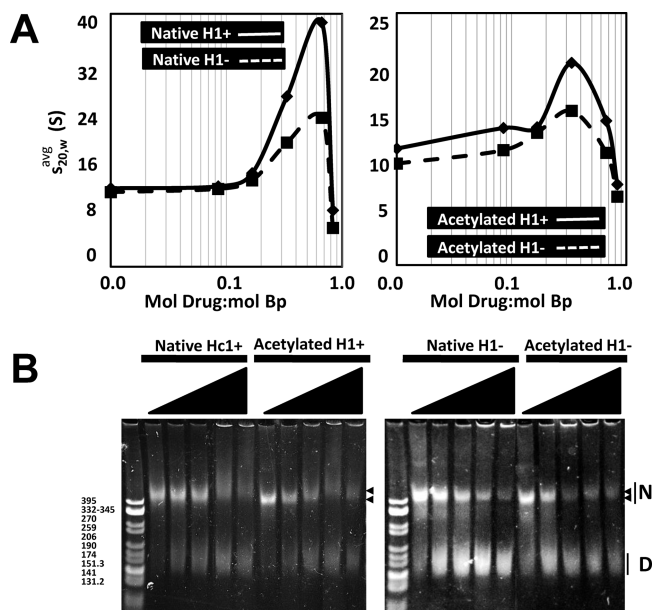 A
40
32
24
16
8
0
avg
s20,w (S)
Native H1+
Native H1-
0.0
0.1
1.0
Mol Drug:mol Bp
25
20
15
10
5
0
Acetylated H1+
Acetylated H1-
0.0
0.1
1.0
Mol Drug:mol Bp
B
Native Hc1+ Acetylated H1+
Native H1- Acetylated H1-
395
332-345
270
259
206
190
174
151.3
141
131.2
N
D